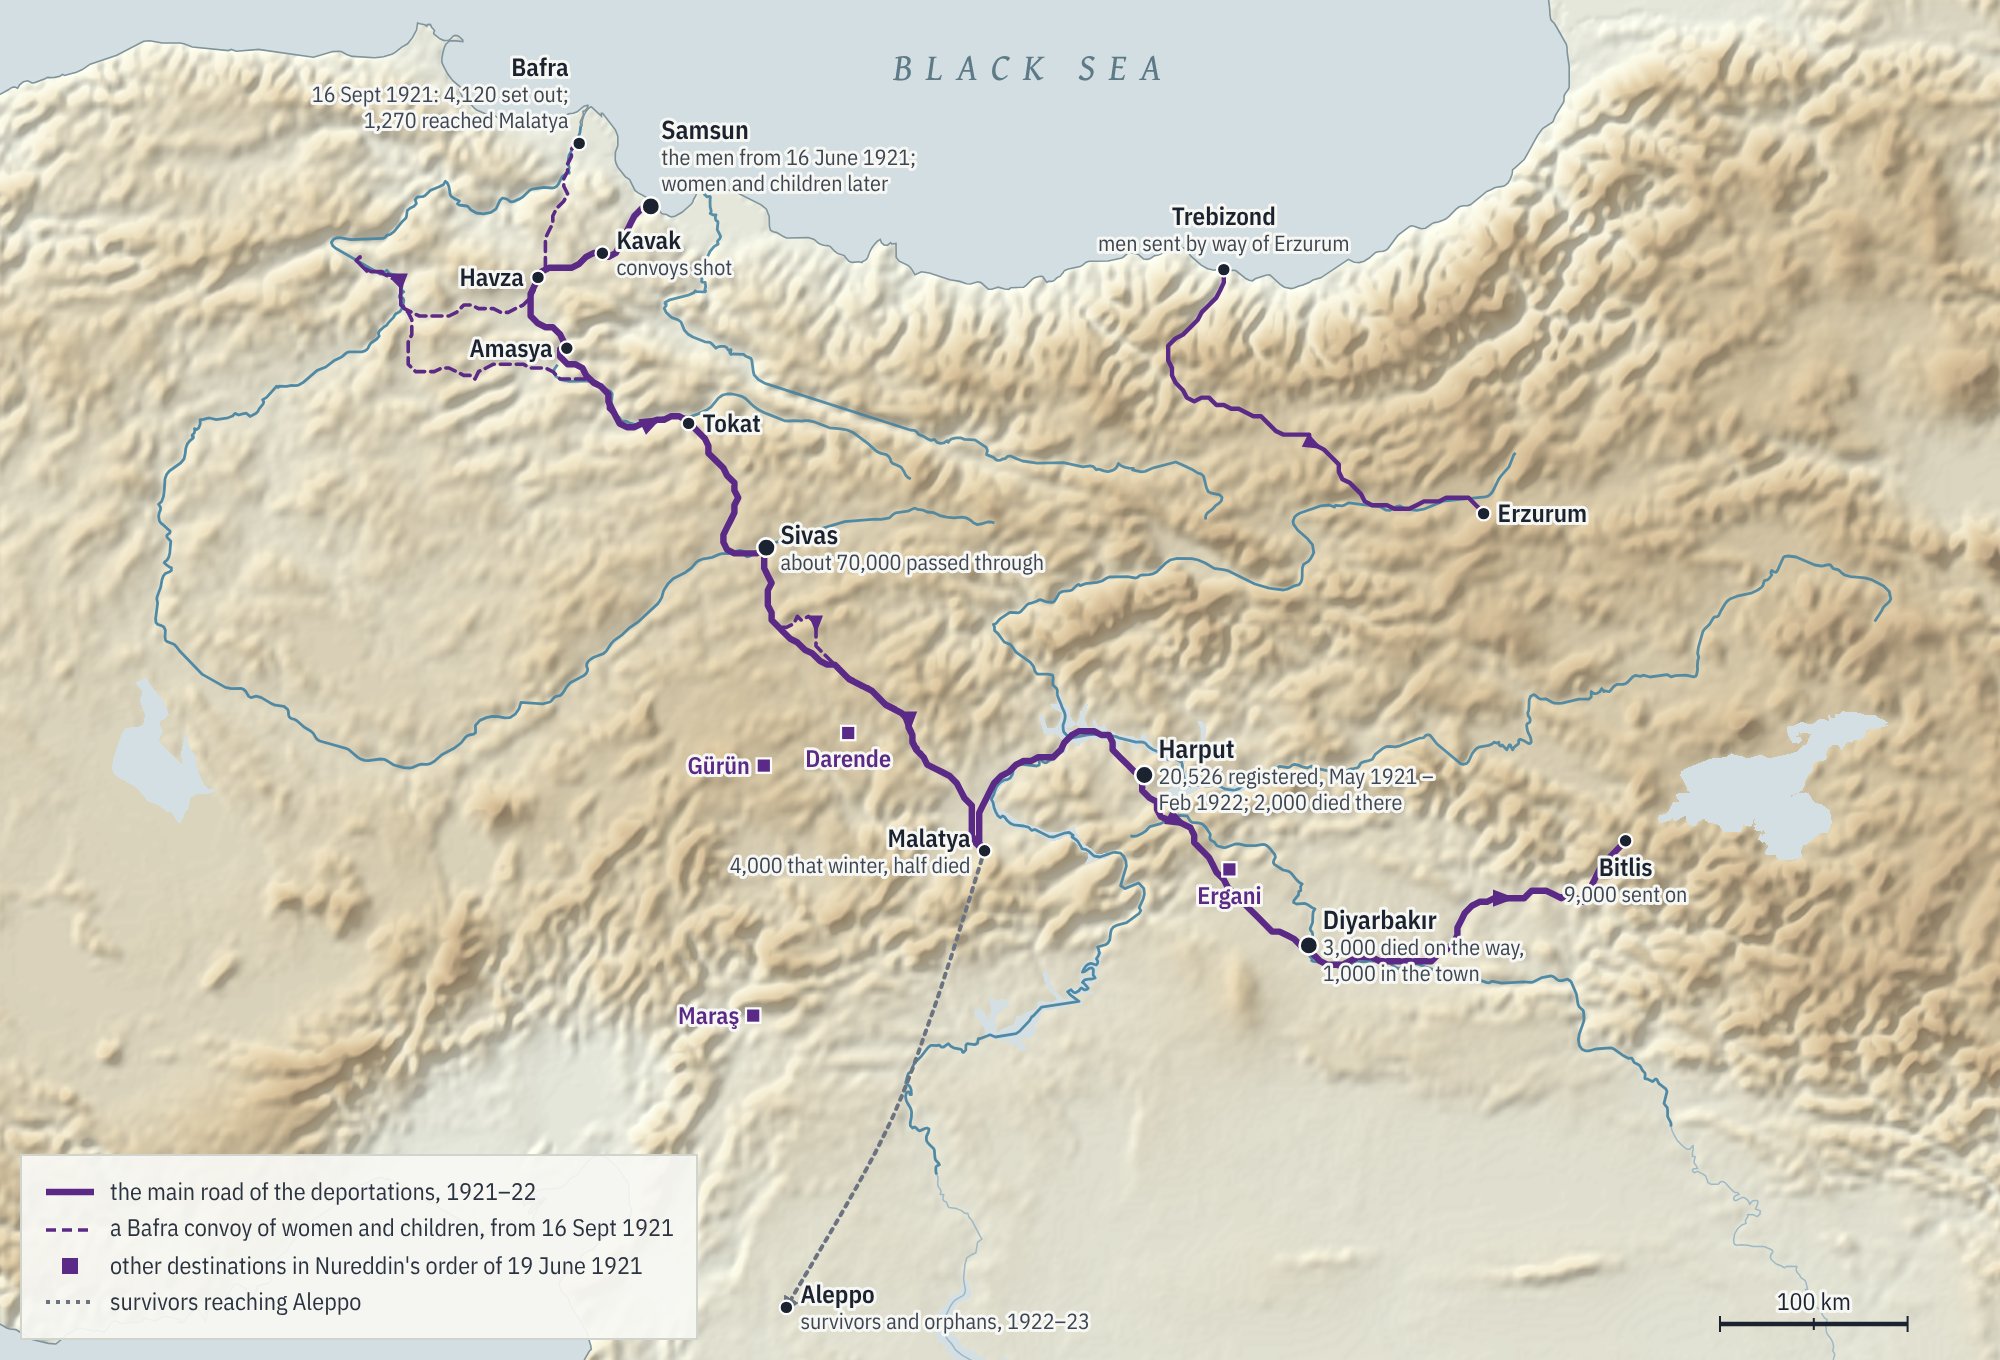 BLACK SEA
Bafra
16 Sept 1921: 4,120 set out;
1,270 reached Malatya
Samsun
the men from 16 June 1921;
women and children later
Kavak
convoys shot
Havza
Trebizond
men sent by way of Erzurum
Amasya
Tokat
Erzurum
Sivas
about 70,000 passed through
Darende
Gürün
Harput
20,526 registered, May 1921 –
Feb 1922; 2,000 died there
Malatya
4,000 that winter, half died
Ergani
Bitlis
9,000 sent on
Diyarbakır
3,000 died on the way,
1,000 in the town
Maraş
Aleppo
survivors and orphans, 1922–23
the main road of the deportations, 1921–22
a Bafra convoy of women and children, from 16 Sept 1921
other destinations in Nureddin's order of 19 June 1921
survivors reaching Aleppo
100 km